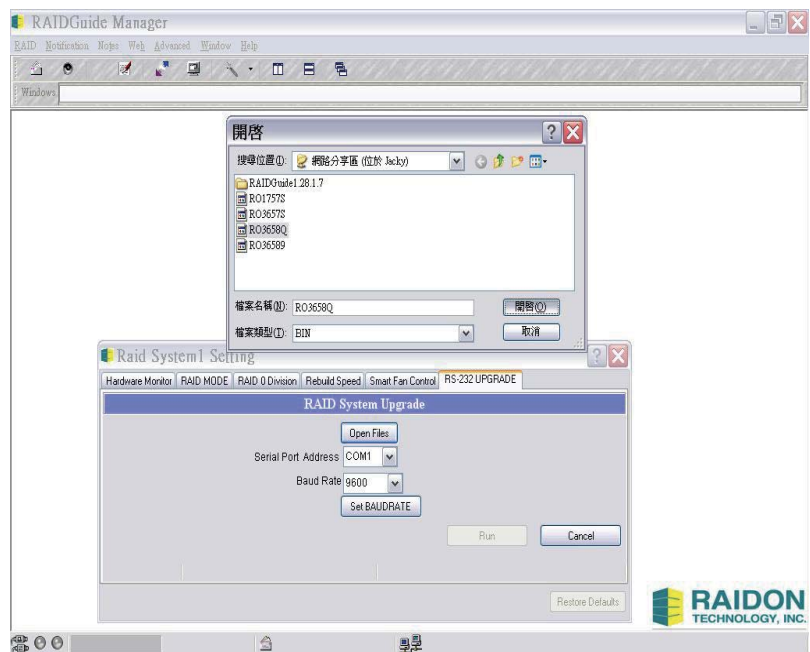 RAIDGuide Manager
RAID Notification Notes Web Advanced Window Help
Windows
開啓
搜尋位置(I): 網路分享區 (位於 Jacky)
RAIDGuide1.28.1.7
RO1757S
RO3657S
RO3658Q
RO36589
檔案名稱(N): RO3658Q 開啓(O)
檔案類型(T): BIN 取消
Raid System1 Setting
Hardware Monitor RAID MODE RAID 0 Division Rebuild Speed Smart Fan Control RS-232 UPGRADE
RAID System Upgrade
Open Files
Serial Port Address COM1
Baud Rate 9600
Set BAUDRATE
Run Cancel
Restore Defaults
RAIDON
TECHNOLOGY, INC.